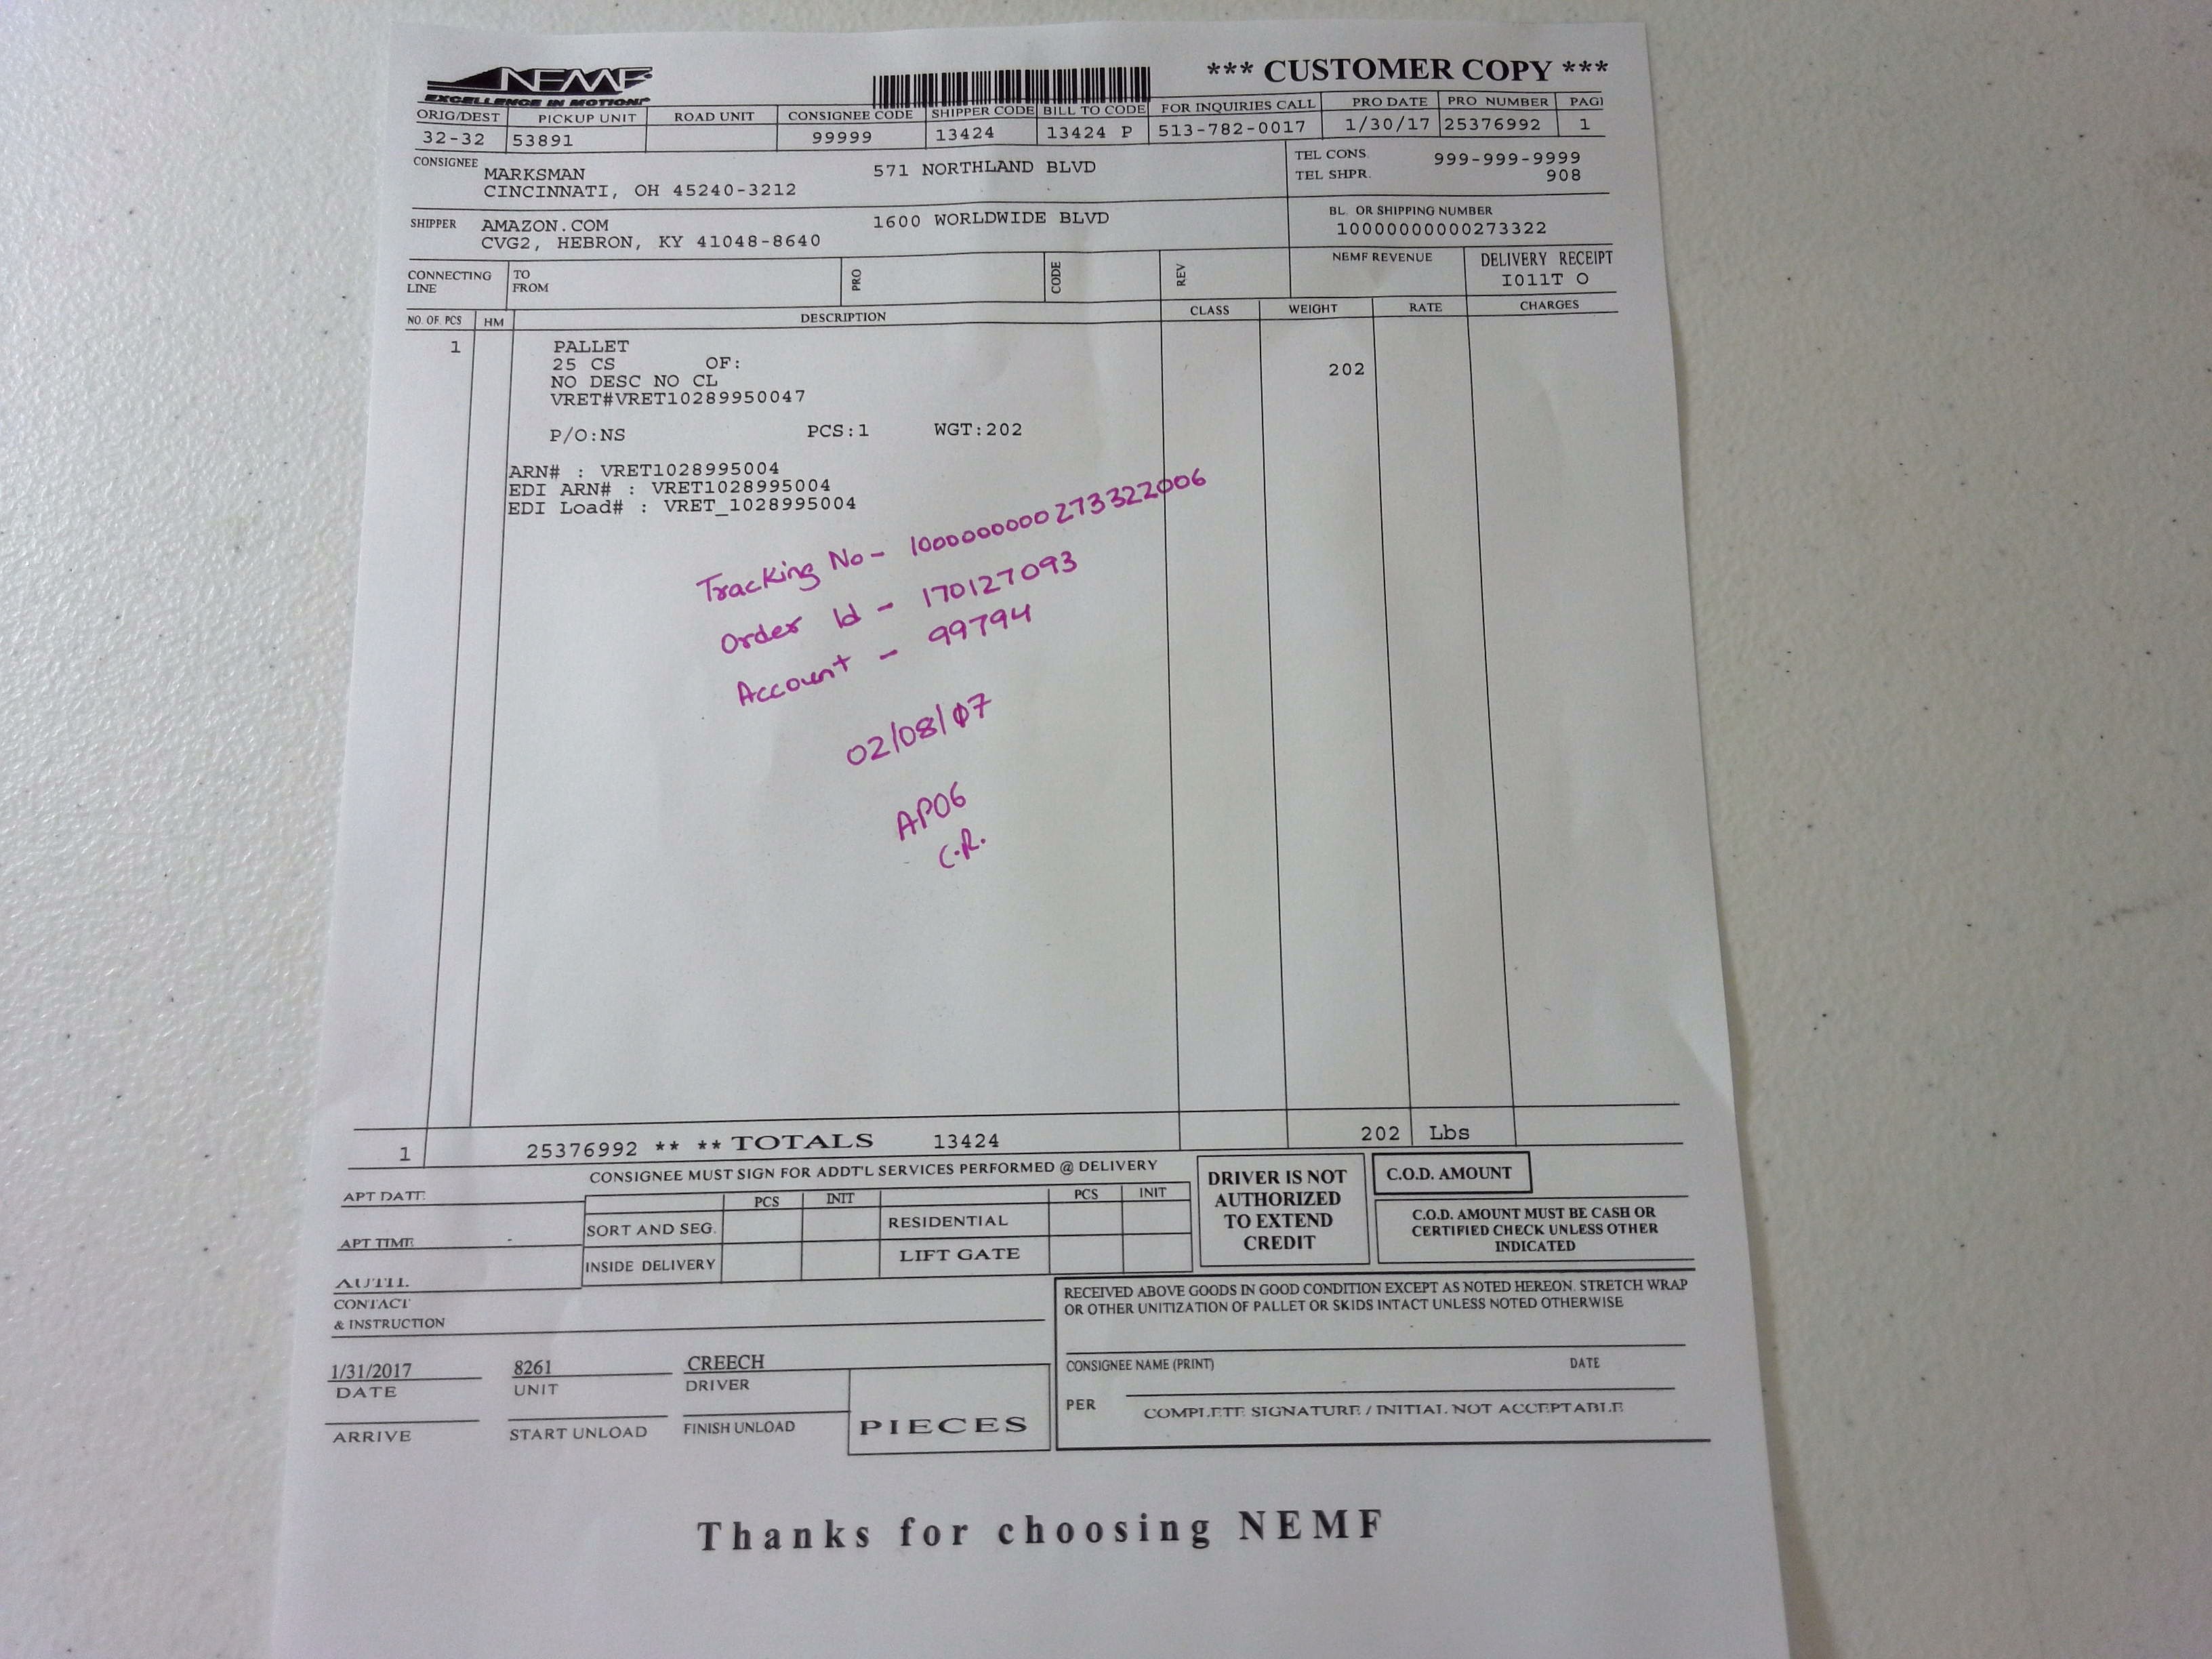 NEMF
EXCELLENCE IN MOTION!
*** CUSTOMER COPY ***
ORIG/DEST PICKUP UNIT ROAD UNIT CONSIGNEE CODE SHIPPER CODE BILL TO CODE FOR INQUIRIES CALL PRO DATE PRO NUMBER PAGE
32-32 53891 99999 13424 13424 P 513-782-0017 1/30/17 25376992 1
CONSIGNEE MARKSMAN 571 NORTHLAND BLVD TEL CONS. 999-999-9999
CINCINNATI, OH 45240-3212 TEL SHPR. 908
SHIPPER AMAZON.COM 1600 WORLDWIDE BLVD BL. OR SHIPPING NUMBER
CVG2, HEBRON, KY 41048-8640 10000000000273322
CONNECTING LINE TO FROM PRO CODE REV NEMF REVENUE DELIVERY RECEIPT
I011T O
NO. OF. PCS HM DESCRIPTION CLASS WEIGHT RATE CHARGES
1 PALLET
25 CS OF: 202
NO DESC NO CL
VRET#VRET10289950047
P/O:NS PCS:1 WGT:202
ARN# : VRET1028995004
EDI ARN# : VRET1028995004
EDI Load# : VRET_1028995004
Tracking No - 1000000000273322006
Order Id - 170127093
Account - 99794
02/08/07
AP06
C.R.
1 25376992 ** ** TOTALS 13424 202 Lbs
CONSIGNEE MUST SIGN FOR ADDT'L SERVICES PERFORMED @ DELIVERY
APT DATE
APT TIME
AUTH.
CONTACT
& INSTRUCTION
PCS INIT PCS INIT
SORT AND SEG. RESIDENTIAL
INSIDE DELIVERY LIFT GATE
DRIVER IS NOT
AUTHORIZED
TO EXTEND
CREDIT
C.O.D. AMOUNT
C.O.D. AMOUNT MUST BE CASH OR
CERTIFIED CHECK UNLESS OTHER
INDICATED
RECEIVED ABOVE GOODS IN GOOD CONDITION EXCEPT AS NOTED HEREON. STRETCH WRAP
OR OTHER UNITIZATION OF PALLET OR SKIDS INTACT UNLESS NOTED OTHERWISE
1/31/2017 8261 CREECH
DATE UNIT DRIVER
ARRIVE START UNLOAD FINISH UNLOAD
PIECES
CONSIGNEE NAME (PRINT) DATE
PER
COMPLETE SIGNATURE / INITIAL NOT ACCEPTABLE
Thanks for choosing NEMF